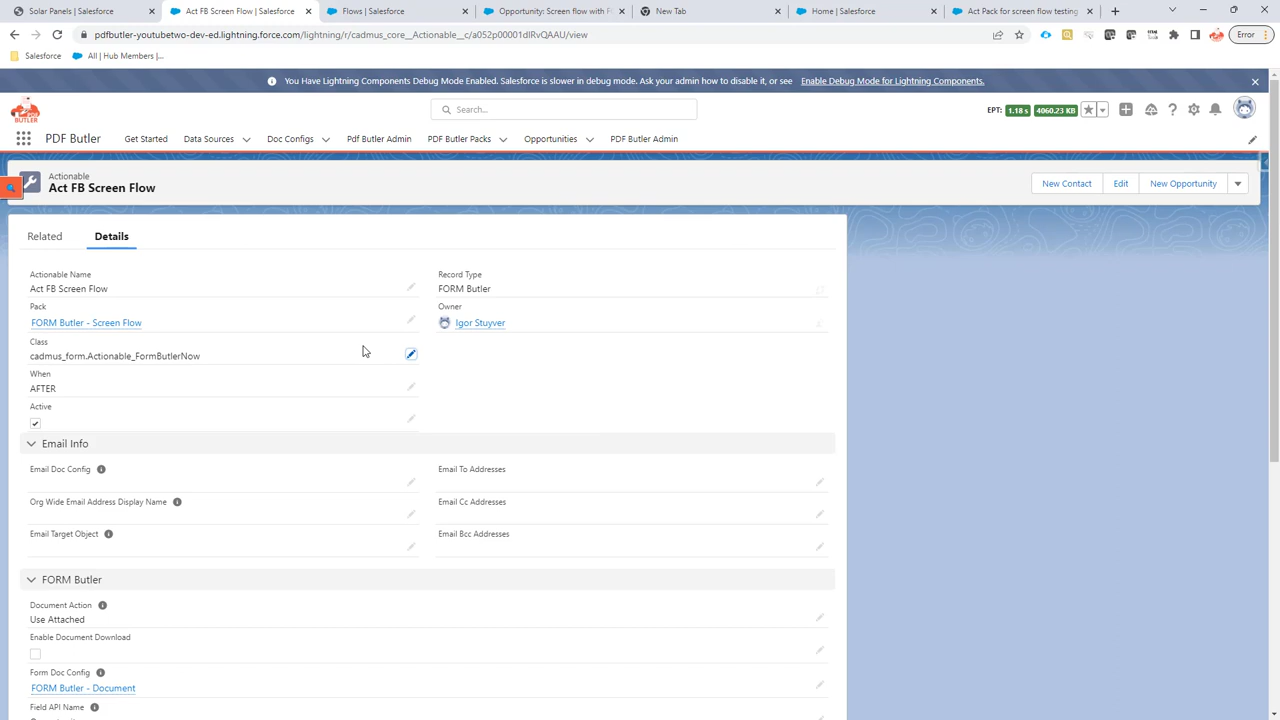 Solar Panels | Salesforce
Act FB Screen Flow | Salesforce
Flows | Salesforce
Opportunity: Screen flow with Fo
New Tab
Home | Salesforce
Act Pack for screen flow testing
pdfbutler-youtubetwo-dev-ed.lightning.force.com/lightning/r/cadmus_core__Actionable__c/a052p00001dIRvQAAU/view
Error
Salesforce
All | Hub Members |...
You Have Lightning Components Debug Mode Enabled. Salesforce is slower in debug mode. Ask your admin how to disable it, or see Enable Debug Mode for Lightning Components.
PDF BUTLER
Search...
EPT: 1.18 s 4060.23 KB
PDF Butler
Get Started
Data Sources
Doc Configs
Pdf Butler Admin
PDF Butler Packs
Opportunities
PDF Butler Admin
Actionable
Act FB Screen Flow
New Contact
Edit
New Opportunity
Related
Details
Actionable Name
Act FB Screen Flow
Record Type
FORM Butler
Pack
FORM Butler - Screen Flow
Owner
Igor Stuyver
Class
cadmus_form.Actionable_FormButlerNow
When
AFTER
Active
Email Info
Email Doc Config
Email To Addresses
Org Wide Email Address Display Name
Email Cc Addresses
Email Target Object
Email Bcc Addresses
FORM Butler
Document Action
Use Attached
Enable Document Download
Form Doc Config
FORM Butler - Document
Field API Name